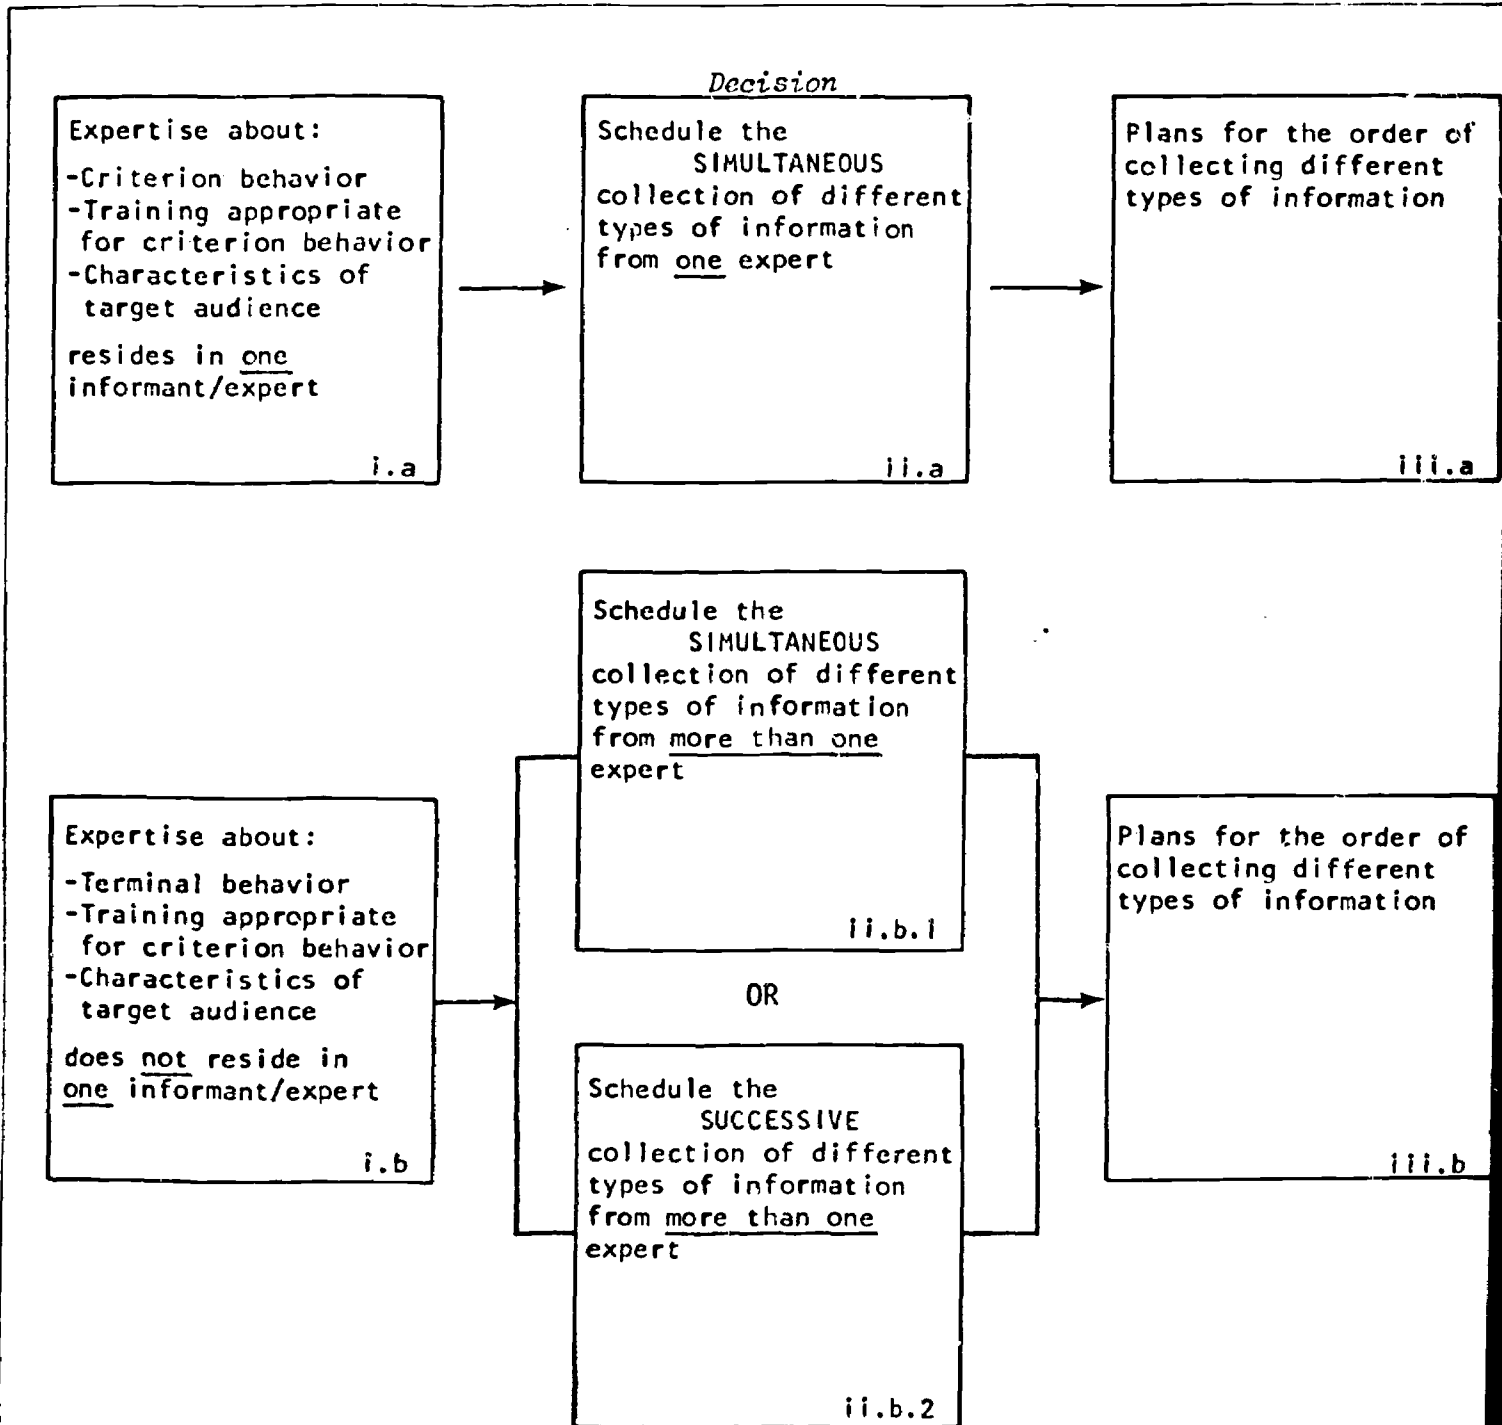 Decision
Expertise about:
-Criterion behavior
-Training appropriate
for criterion behavior
-Characteristics of
target audience
resides in one
informant/expert
i.a
Schedule the
SIMULTANEOUS
collection of different
types of information
from one expert
ii.a
Plans for the order of
collecting different
types of information
iii.a
Expertise about:
-Terminal behavior
-Training appropriate
for criterion behavior
-Characteristics of
target audience
does not reside in
one informant/expert
i.b
Schedule the
SIMULTANEOUS
collection of different
types of information
from more than one
expert
ii.b.1
OR
Schedule the
SUCCESSIVE
collection of different
types of information
from more than one
expert
ii.b.2
Plans for the order of
collecting different
types of information
iii.b